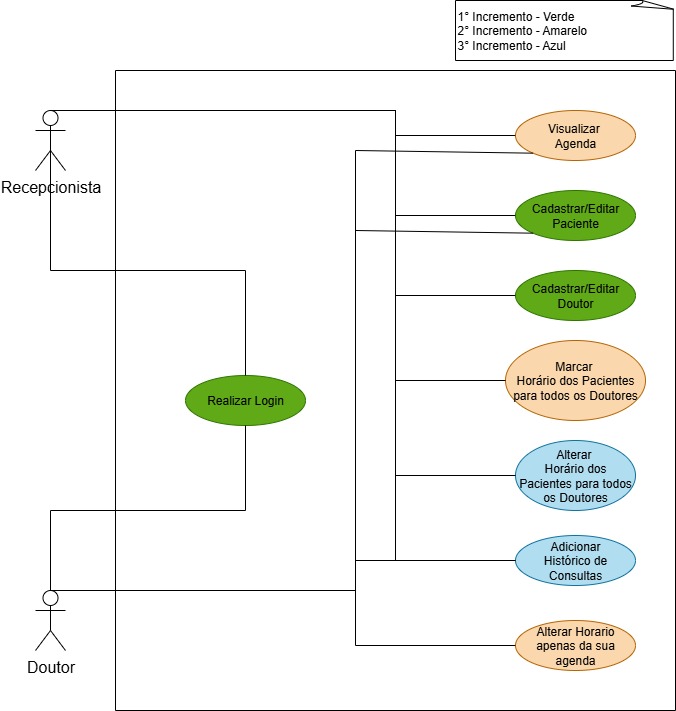 1° Incremento - Verde
2° Incremento - Amarelo
3° Incremento - Azul
Visualizar
Agenda
Recepcionista
Cadastrar/Editar
Paciente
Cadastrar/Editar
Doutor
Marcar
Horário dos Pacientes
para todos os Doutores
Realizar Login
Alterar
Horário dos
Pacientes para todos
os Doutores
Adicionar
Histórico de
Consultas
Alterar Horario
apenas da sua
agenda
Doutor